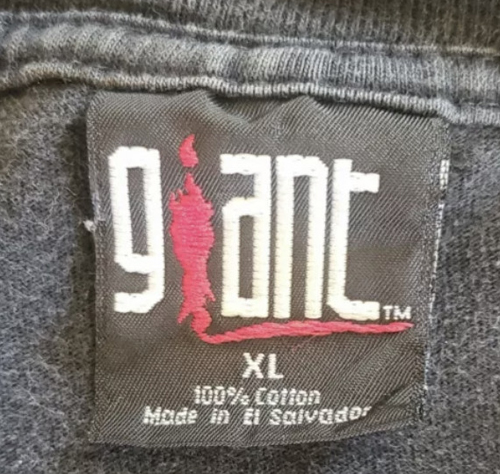 giant™
XL
100% Cotton
Made in El Salvador